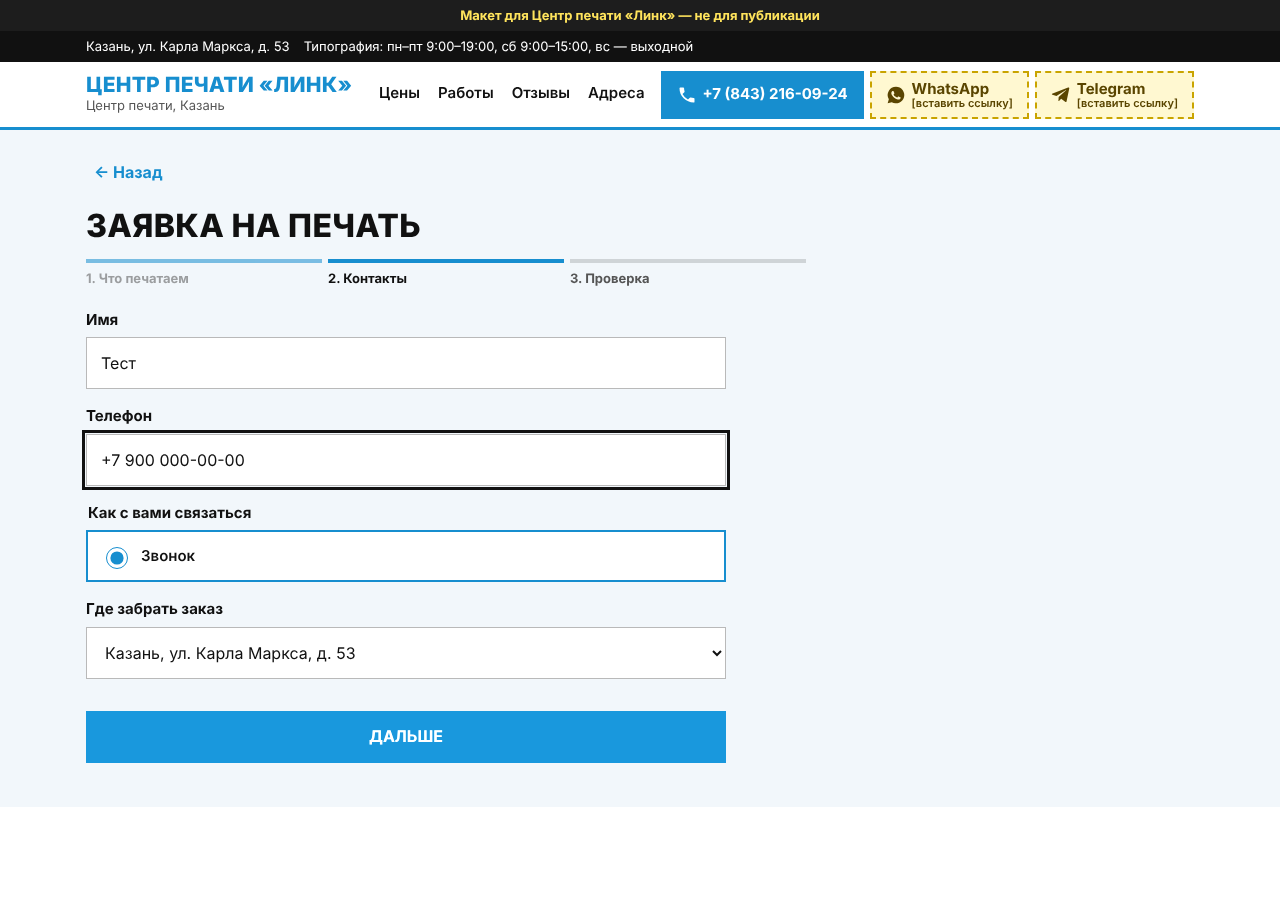 Макет для Центр печати «Линк» — не для публикации
Казань, ул. Карла Маркса, д. 53 Типография: пн–пт 9:00–19:00, сб 9:00–15:00, вс — выходной
ЦЕНТР ПЕЧАТИ «ЛИНК»
Центр печати, Казань
Цены Работы Отзывы Адреса
+7 (843) 216-09-24
WhatsApp
[вставить ссылку]
Telegram
[вставить ссылку]
← Назад
ЗАЯВКА НА ПЕЧАТЬ
1. Что печатаем 2. Контакты 3. Проверка
Имя
Тест
Телефон
+7 900 000-00-00
Как с вами связаться
Звонок
Где забрать заказ
Казань, ул. Карла Маркса, д. 53
ДАЛЬШЕ